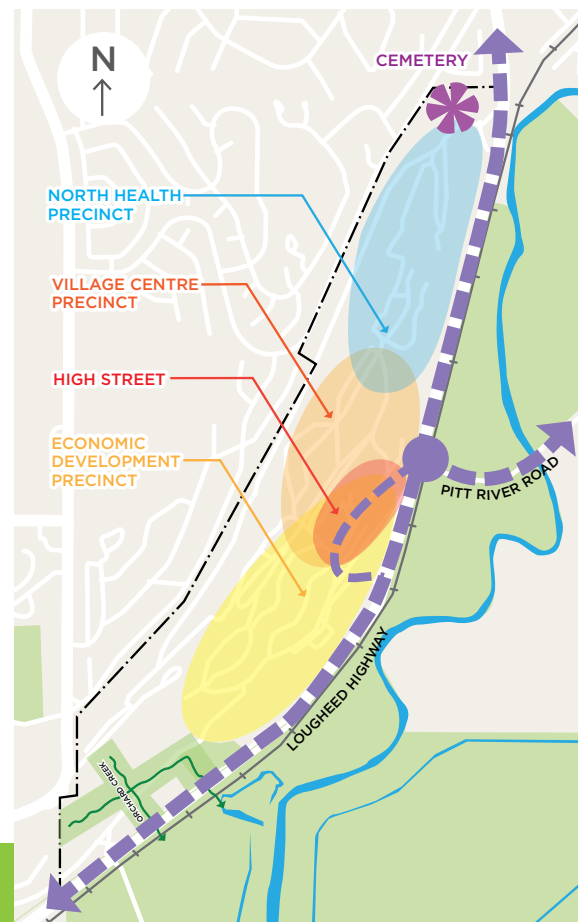 N
CEMETERY
NORTH HEALTH
PRECINCT
VILLAGE CENTRE
PRECINCT
HIGH STREET
ECONOMIC
DEVELOPMENT
PRECINCT
PITT RIVER ROAD
LOUGHEED HIGHWAY
ORCHARD CREEK